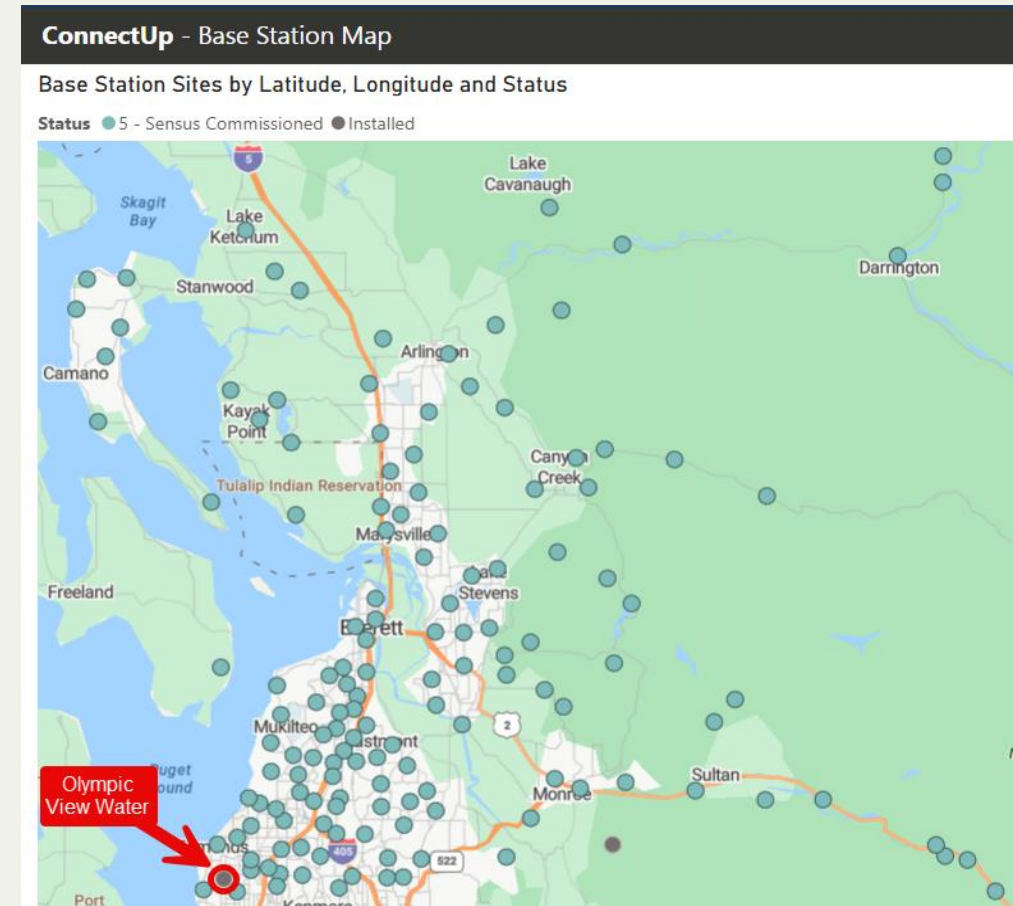 ConnectUp - Base Station Map
Base Station Sites by Latitude, Longitude and Status
Status 5 - Sensus Commissioned Installed
5
Lake
Cavanaugh
Skagit
Bay
Lake
Ketchum
Darrington
Stanwood
Arlington
Camano
Kayak
Point
Canyon
Creek
Tulalip Indian Reservation
Marysville
Freeland
Lake
Stevens
Everett
Mukilteo
2
Eastmont
Puget
Sound
Sultan
Olympic
View Water
Monroe
Edmonds
405
522
Port
Kenmore